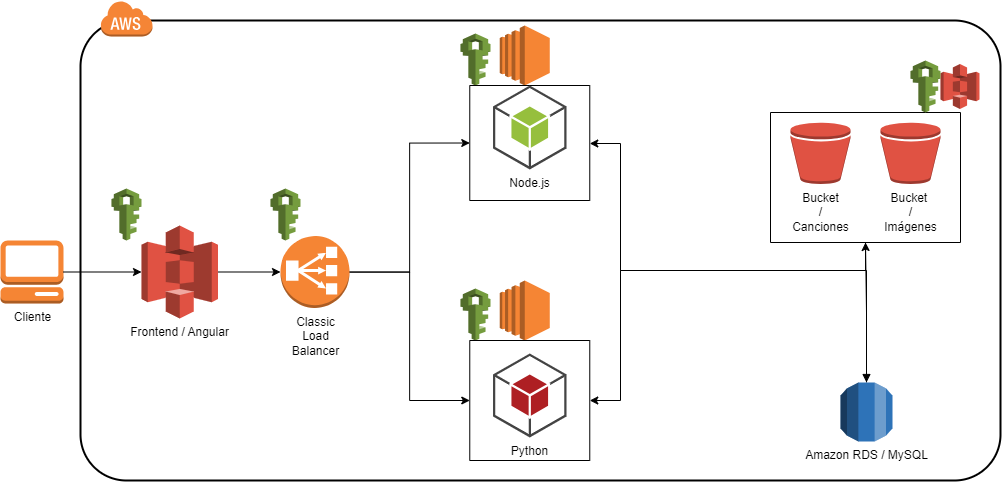 AWS
Node.js
Bucket
/
Canciones
Bucket
/
Imágenes
Cliente
Frontend / Angular
Classic
Load
Balancer
Python
Amazon RDS / MySQL